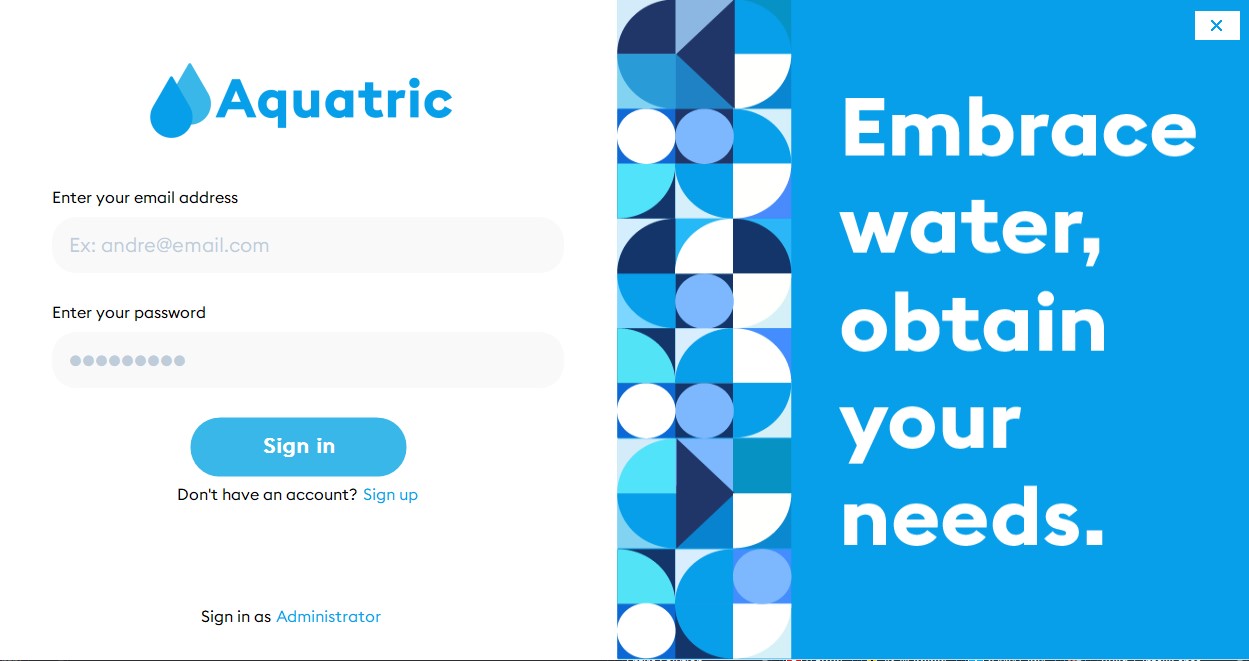 Aquatric
Enter your email address
Ex: andre@email.com
Enter your password
Sign in
Don't have an account? Sign up
Sign in as Administrator
Embrace
water,
obtain
your
needs.